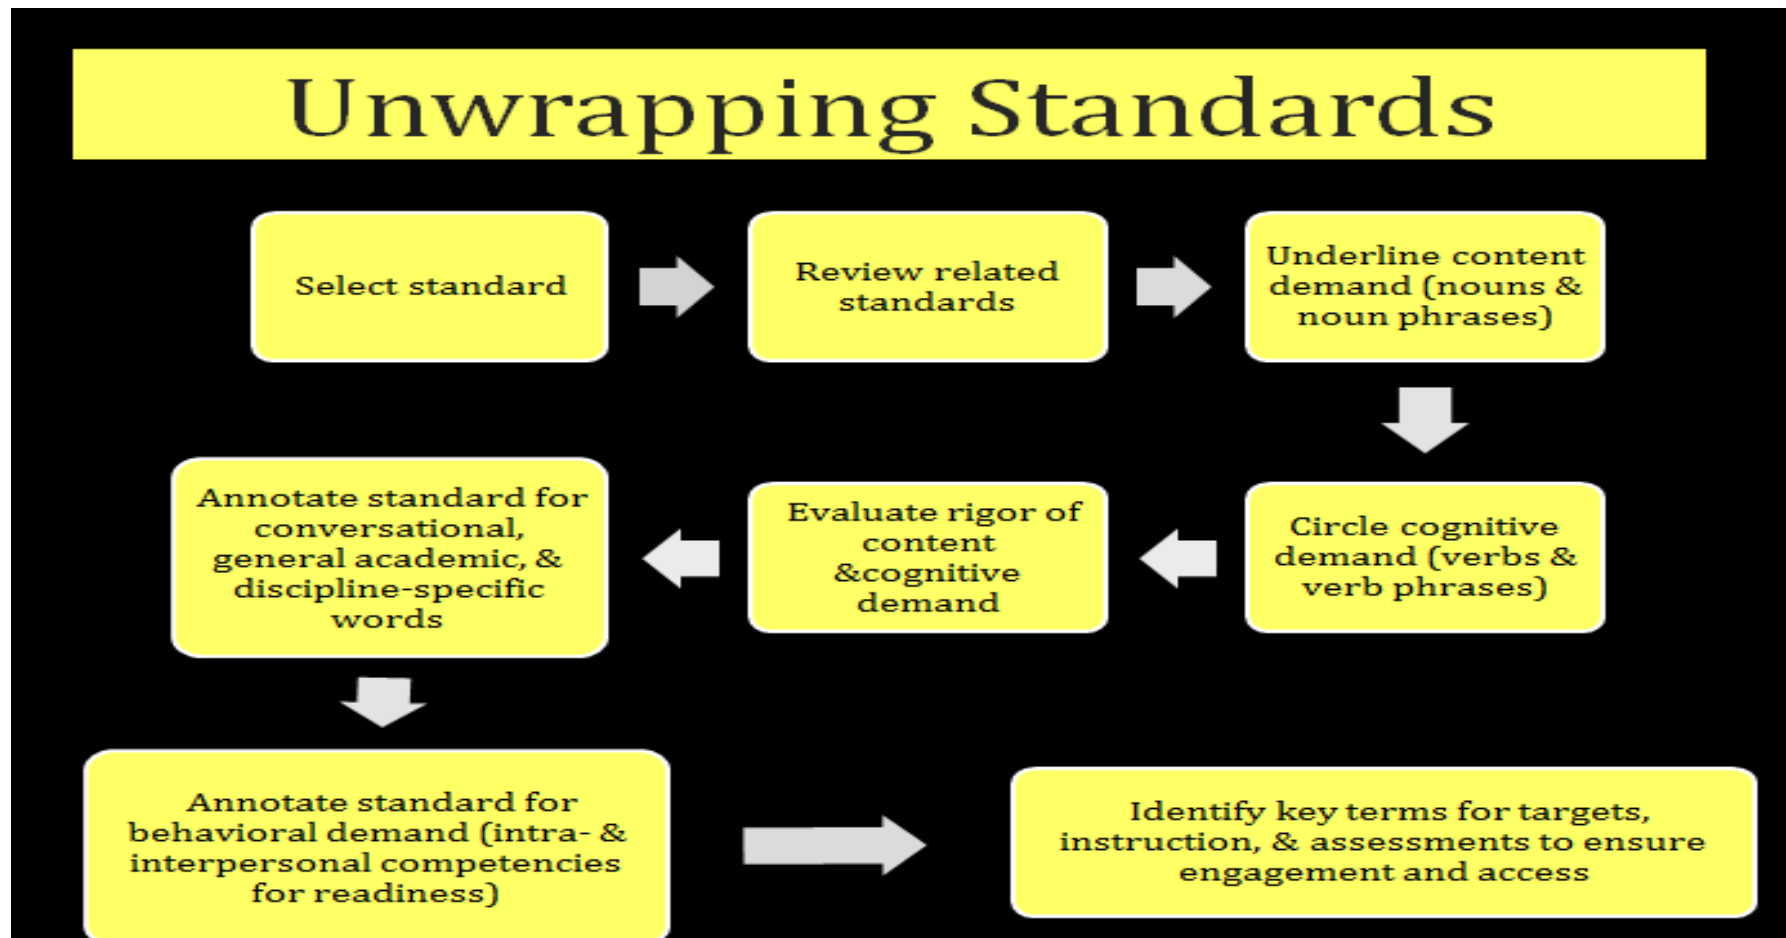 Unwrapping Standards
Select standard
Review related
standards
Underline content
demand (nouns &
noun phrases)
Circle cognitive
demand (verbs &
verb phrases)
Evaluate rigor of
content
&cognitive
demand
Annotate standard for
conversational,
general academic, &
discipline-specific
words
Annotate standard for
behavioral demand (intra- &
interpersonal competencies
for readiness)
Identify key terms for targets,
instruction, & assessments to ensure
engagement and access